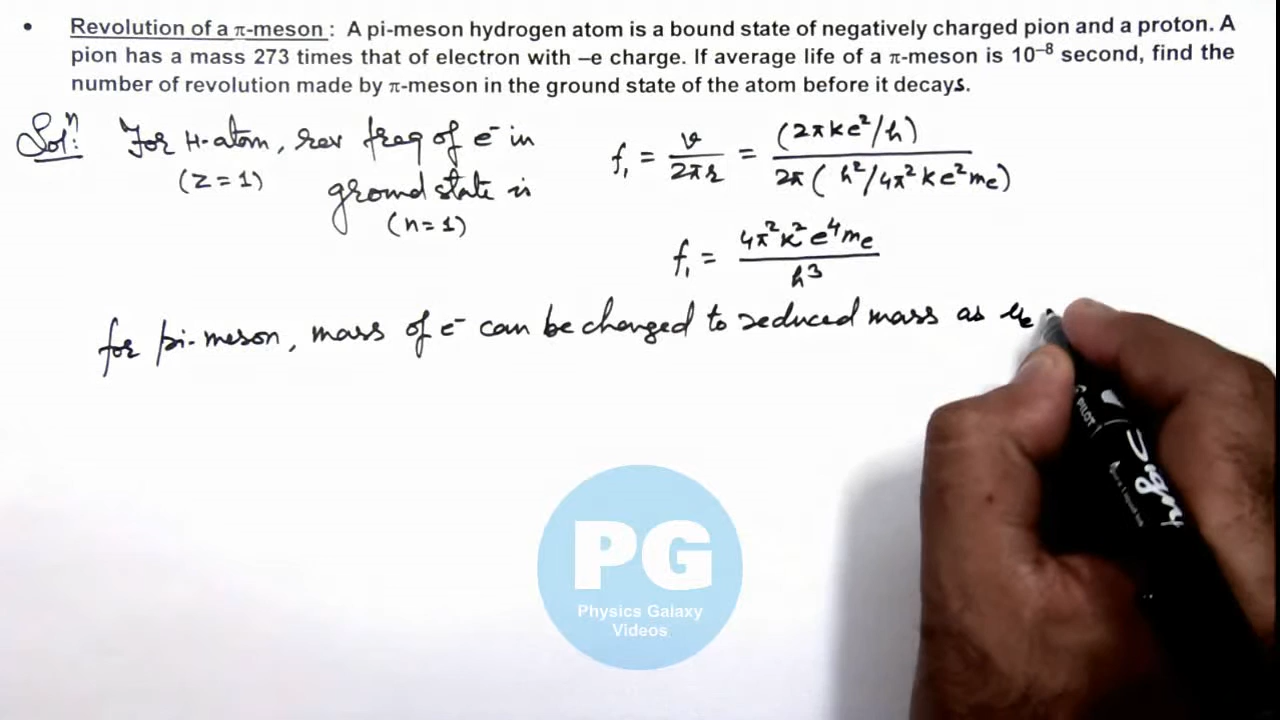 • Revolution of a π-meson : A pi-meson hydrogen atom is a bound state of negatively charged pion and a proton. A
pion has a mass 273 times that of electron with –e charge. If average life of a π-meson is 10⁻⁸ second, find the
number of revolution made by π-meson in the ground state of the atom before it decays.
Solⁿ: For H-atom, rev freq of e⁻ in
(Z=1)
ground state is
(n=1)
f₁ = v/2πr = (2πke²/h) / 2π(h²/4π²ke²mₑ)
f₁ = 4π²k²e⁴mₑ / h³
for pi-meson, mass of e⁻ can be changed to reduced mass as μₑ
PG
Physics Galaxy
Videos
PILOT